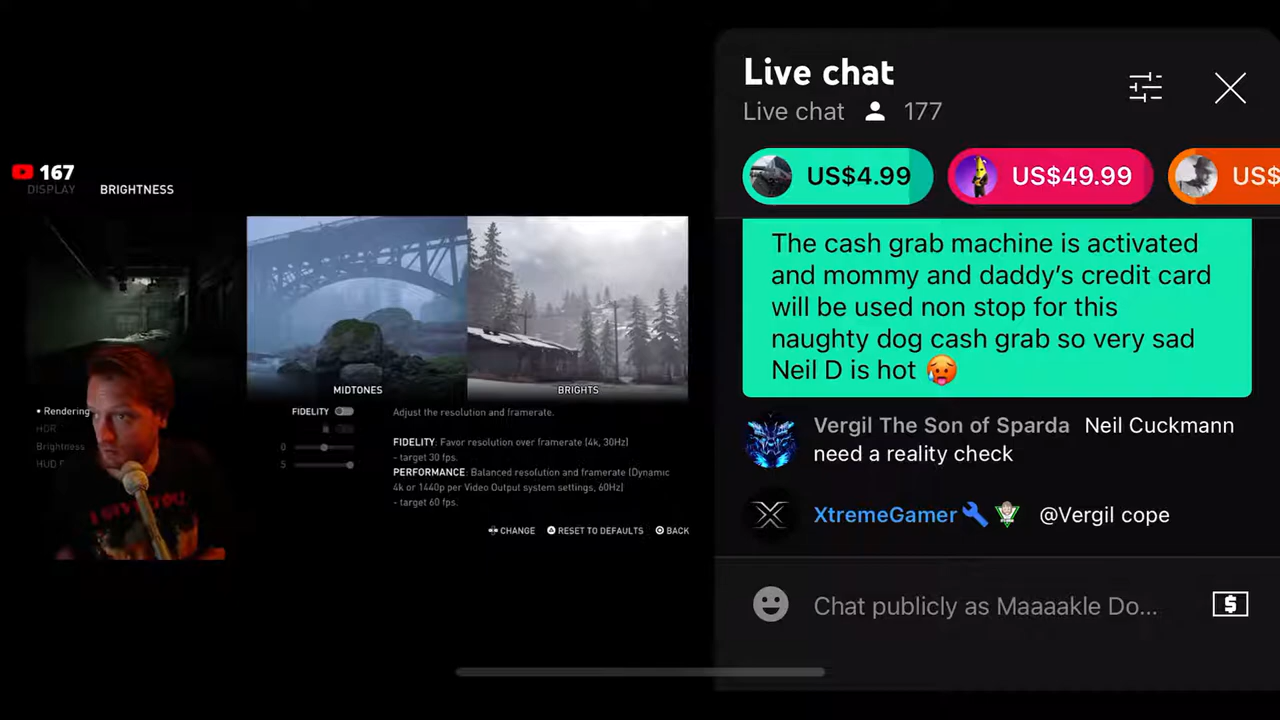 167
DISPLAY BRIGHTNESS
MIDTONES BRIGHTS
• Rendering FIDELITY Adjust the resolution and framerate.
HDR
Brightness 0 FIDELITY: Favor resolution over framerate (4k, 30Hz)
- target 30 fps.
HUD 5 PERFORMANCE: Balanced resolution and framerate (Dynamic
4k or 1440p per Video Output system settings, 60Hz)
- target 60 fps.
CHANGE RESET TO DEFAULTS BACK
Live chat
Live chat 177
US$4.99 US$49.99 US$
The cash grab machine is activated
and mommy and daddy’s credit card
will be used non stop for this
naughty dog cash grab so very sad
Neil D is hot 🥵
Vergil The Son of Sparda Neil Cuckmann
need a reality check
XtremeGamer @Vergil cope
Chat publicly as Maaaakle Do...